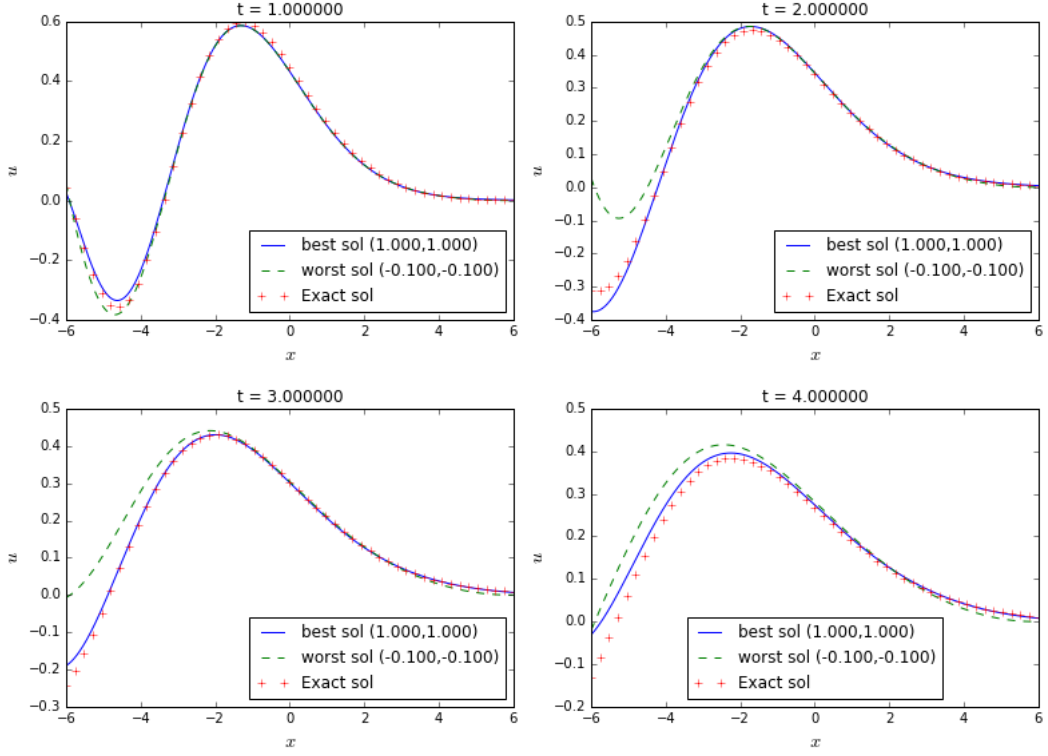 t = 1.000000
0.6
0.4
0.2
0.0
−0.2
−0.4
u
best sol (1.000,1.000)
worst sol (-0.100,-0.100)
Exact sol
−6 −4 −2 0 2 4 6
x
t = 2.000000
0.5
0.4
0.3
0.2
0.1
0.0
−0.1
−0.2
−0.3
−0.4
u
best sol (1.000,1.000)
worst sol (-0.100,-0.100)
Exact sol
−6 −4 −2 0 2 4 6
x
t = 3.000000
0.5
0.4
0.3
0.2
0.1
0.0
−0.1
−0.2
−0.3
u
best sol (1.000,1.000)
worst sol (-0.100,-0.100)
Exact sol
−6 −4 −2 0 2 4 6
x
t = 4.000000
0.5
0.4
0.3
0.2
0.1
0.0
−0.1
−0.2
u
best sol (1.000,1.000)
worst sol (-0.100,-0.100)
Exact sol
−6 −4 −2 0 2 4 6
x